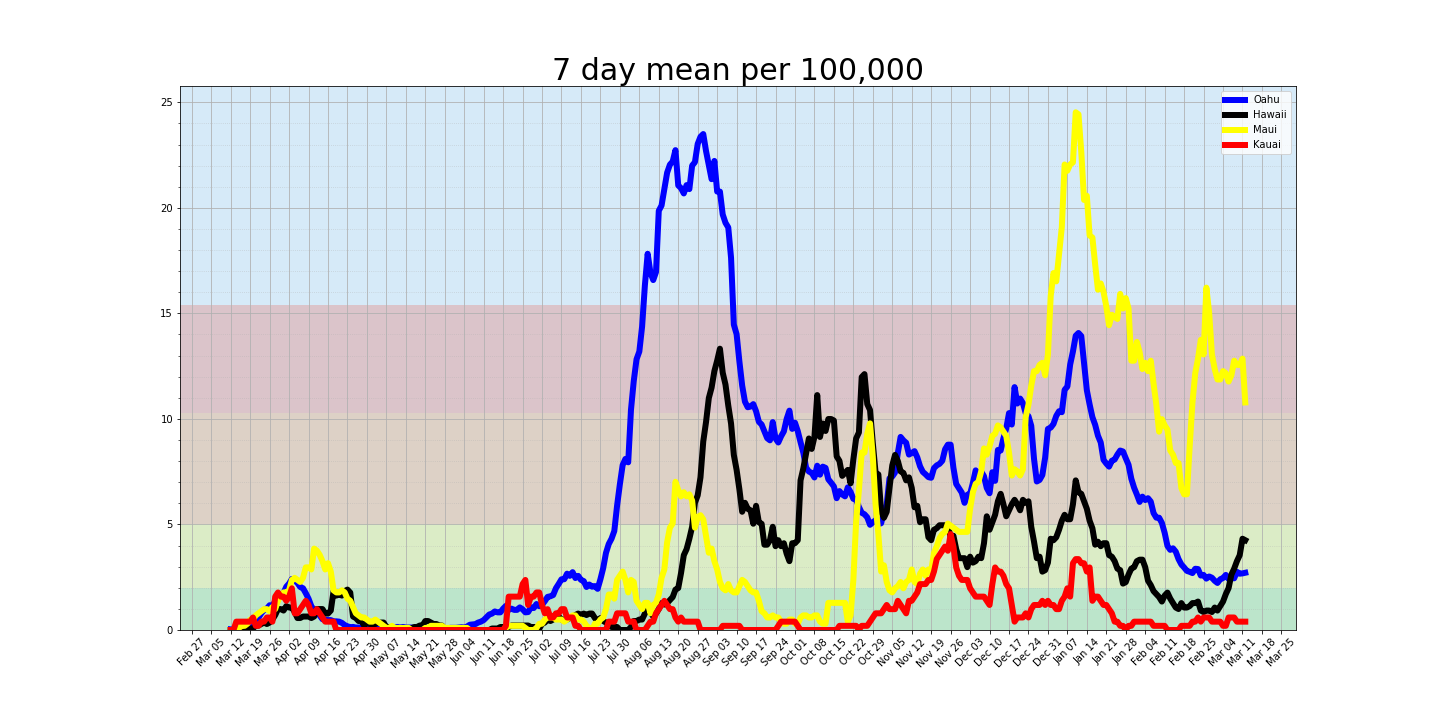 7 day mean per 100,000
Oahu
Hawaii
Maui
Kauai
25
20
15
10
5
0
Feb 27
Mar 05
Mar 12
Mar 19
Mar 26
Apr 02
Apr 09
Apr 16
Apr 23
Apr 30
May 07
May 14
May 21
May 28
Jun 04
Jun 11
Jun 18
Jun 25
Jul 02
Jul 09
Jul 16
Jul 23
Jul 30
Aug 06
Aug 13
Aug 20
Aug 27
Sep 03
Sep 10
Sep 17
Sep 24
Oct 01
Oct 08
Oct 15
Oct 22
Oct 29
Nov 05
Nov 12
Nov 19
Nov 26
Dec 03
Dec 10
Dec 17
Dec 24
Dec 31
Jan 07
Jan 14
Jan 21
Jan 28
Feb 04
Feb 11
Feb 18
Feb 25
Mar 04
Mar 11
Mar 18
Mar 25